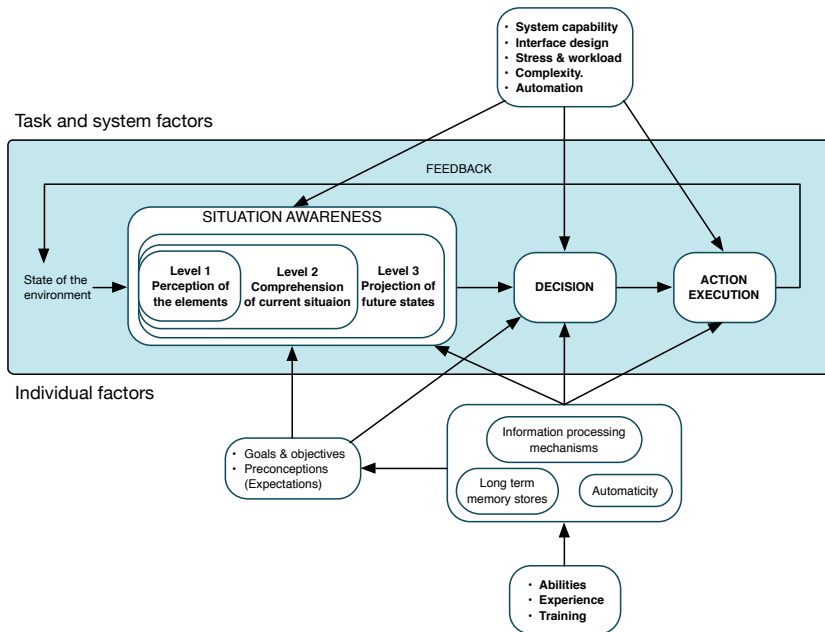 • System capability
• Interface design
• Stress & workload
• Complexity.
• Automation
Task and system factors
FEEDBACK
SITUATION AWARENESS
State of the
environment
Level 1
Perception of
the elements
Level 2
Comprehension
of current situaion
Level 3
Projection of
future states
DECISION
ACTION
EXECUTION
Individual factors
• Goals & objectives
• Preconceptions
(Expectations)
Information processing
mechanisms
Long term
memory stores
Automaticity
• Abilities
• Experience
• Training